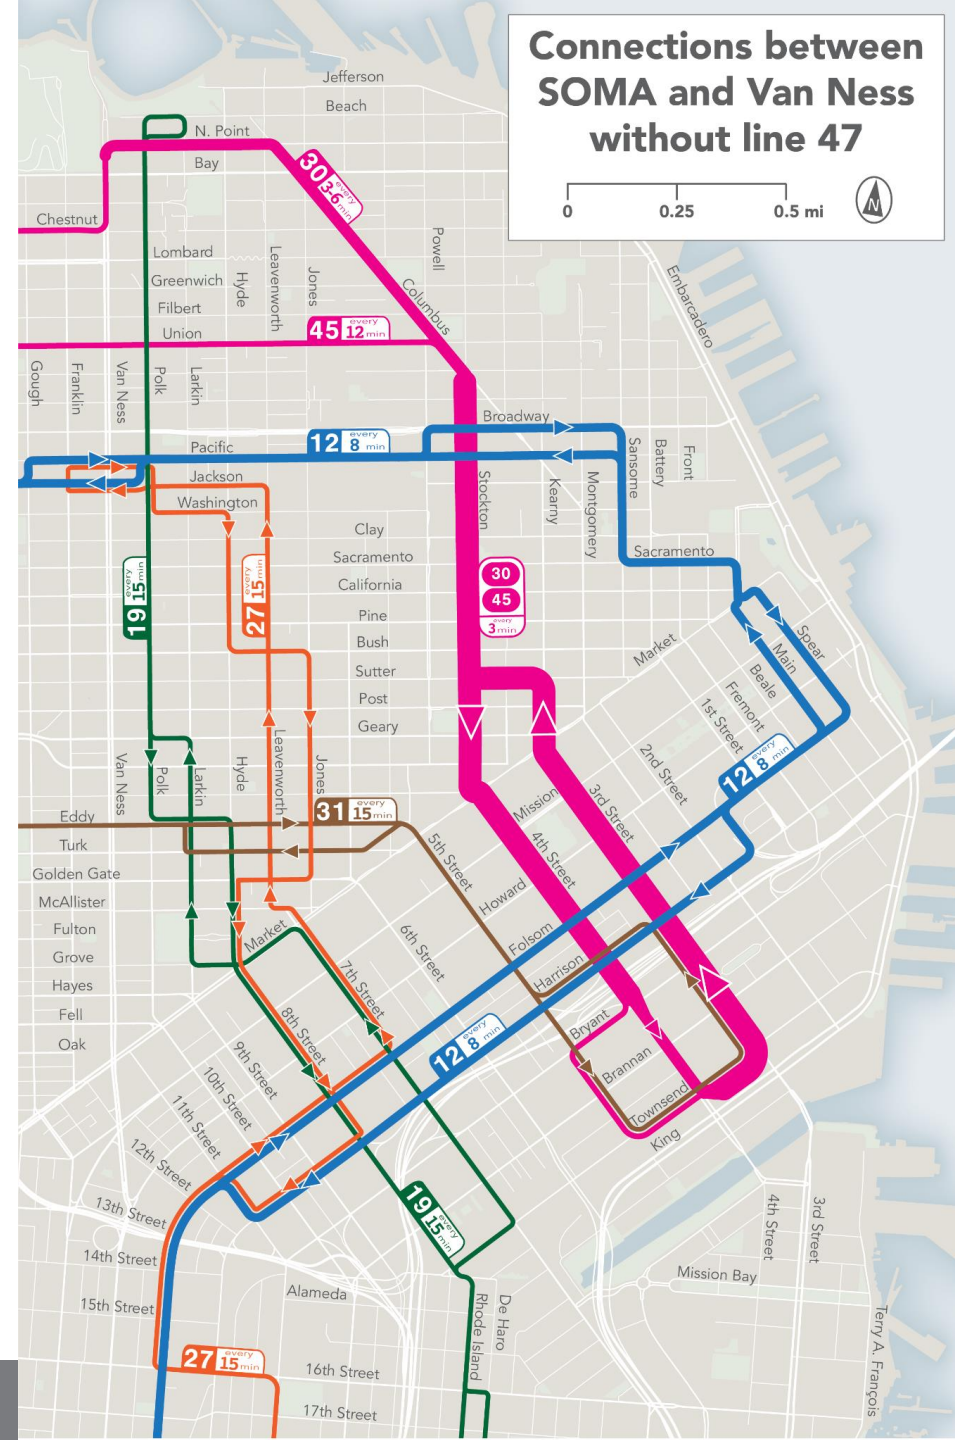 Connections between
SOMA and Van Ness
without line 47
0
0.25
0.5 mi
N
Jefferson
Beach
N. Point
Bay
30 every 3-6 min
Chestnut
Powell
Columbus
Embarcadero
Lombard
Greenwich
Filbert
Union
Hyde
Leavenworth
Jones
45 every 12 min
Gough
Franklin
Van Ness
Polk
Larkin
Broadway
Pacific
12 every 8 min
Jackson
Washington
Stockton
Kearny
Montgomery
Sansome
Battery
Front
Clay
Sacramento
California
Pine
Bush
Sutter
Post
Geary
Sacramento
30
45
every
3 min
19 every 15 min
27 every 15 min
Market
Spear
Main
Beale
Fremont
1st Street
2nd Street
12 every 8 min
Van Ness
Polk
Larkin
Hyde
Leavenworth
Jones
Mission
3rd Street
4th Street
Eddy
31 every 15 min
Turk
Golden Gate
McAllister
Fulton
Grove
Hayes
Fell
Oak
5th Street
Howard
Folsom
Harrison
6th Street
Market
7th Street
8th Street
9th Street
10th Street
11th Street
12th Street
13th Street
14th Street
15th Street
12 every 8 min
Bryant
Brannan
Townsend
King
19 every 15 min
4th Street
3rd Street
Mission Bay
Alameda
Rhode Island
De Haro
Terry A. François
27 every 15 min
16th Street
17th Street